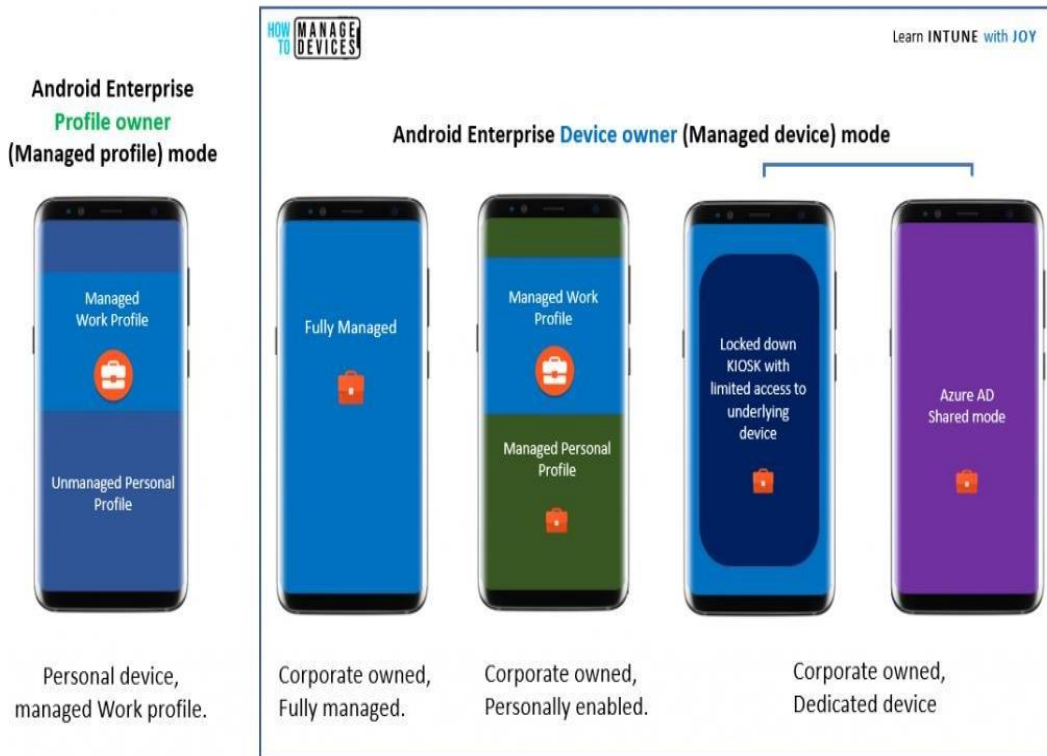 HOW TO MANAGE DEVICES
Learn INTUNE with JOY
Android Enterprise
Profile owner
(Managed profile) mode
Android Enterprise Device owner (Managed device) mode
Managed
Work Profile
Unmanaged Personal
Profile
Fully Managed
Managed Work
Profile
Managed Personal
Profile
Locked down
KIOSK with
limited access to
underlying
device
Azure AD
Shared mode
Personal device,
managed Work profile.
Corporate owned,
Fully managed.
Corporate owned,
Personally enabled.
Corporate owned,
Dedicated device